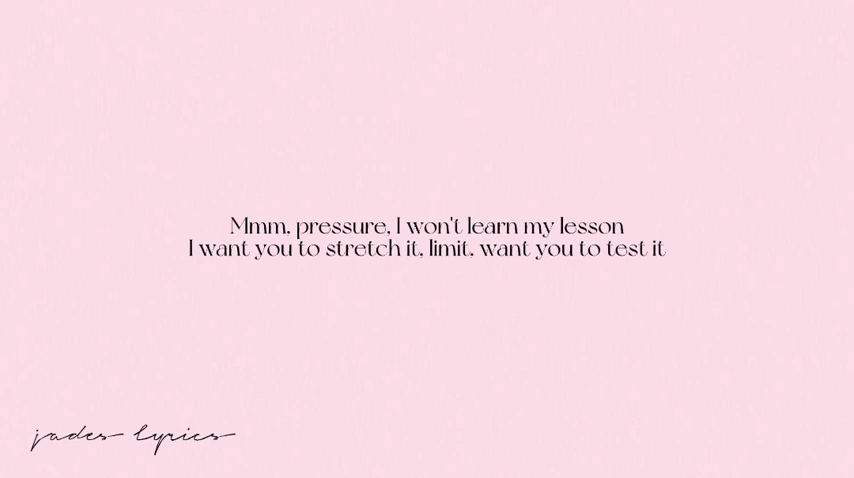 Mmm, pressure, I won't learn my lesson
I want you to stretch it, limit, want you to test it
jades lyrics